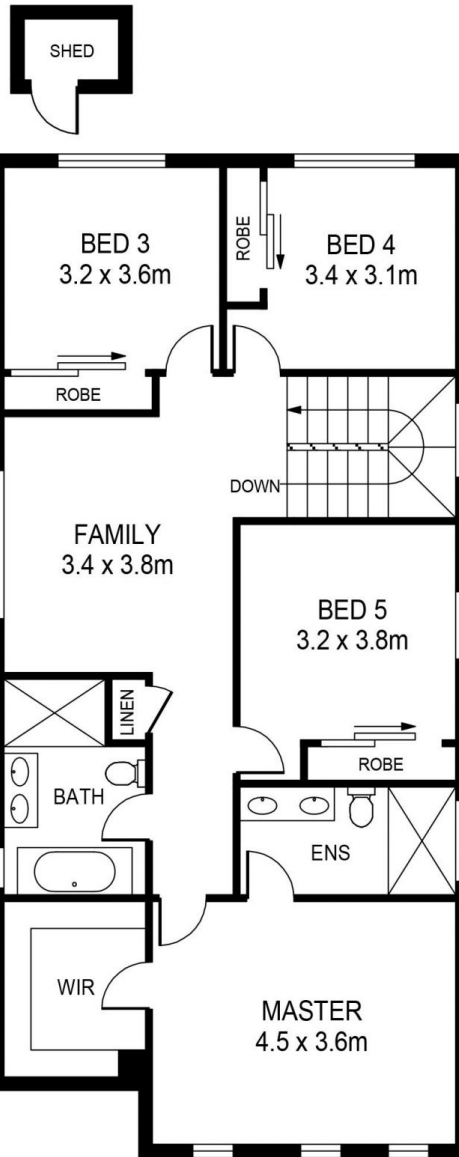 SHED
BED 3
3.2 x 3.6m
ROBE
BED 4
3.4 x 3.1m
ROBE
DOWN
FAMILY
3.4 x 3.8m
BED 5
3.2 x 3.8m
LINEN
ROBE
BATH
ENS
WIR
MASTER
4.5 x 3.6m